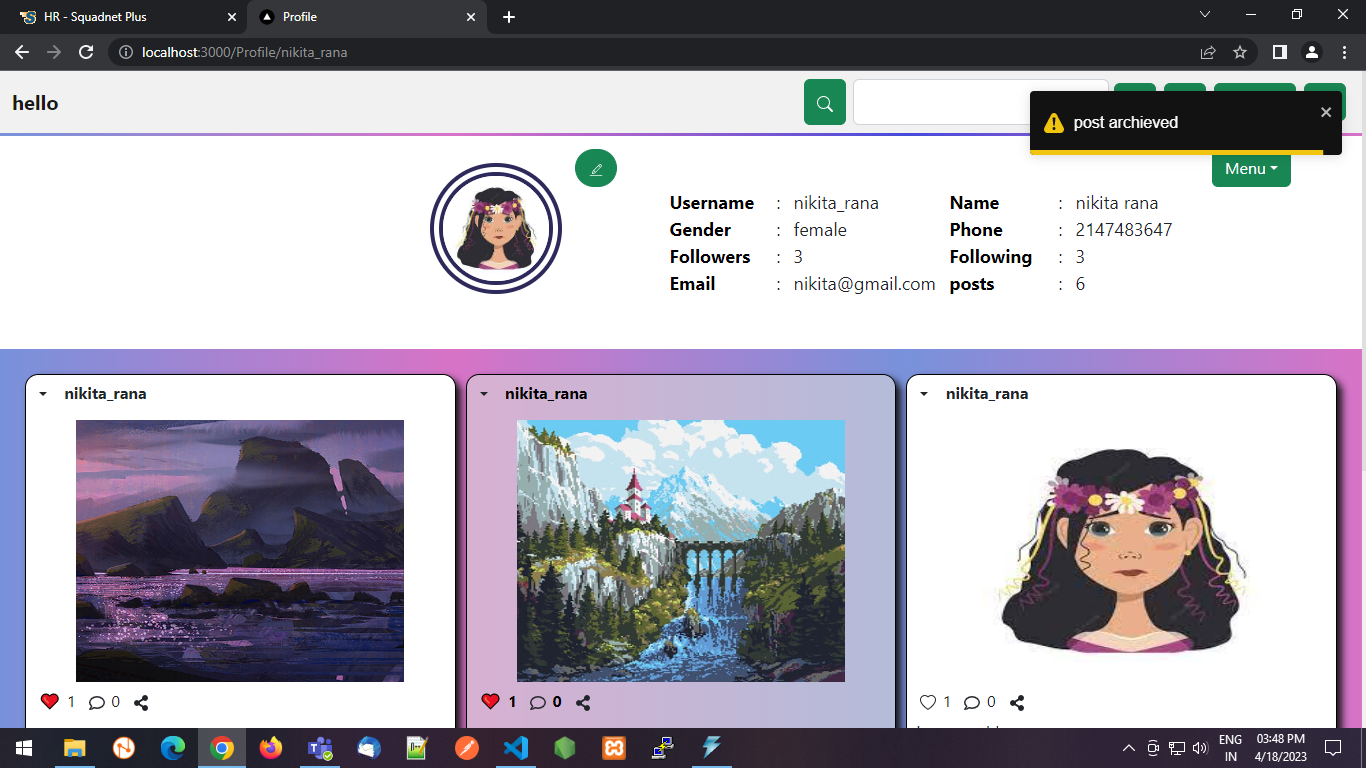 HR - Squadnet Plus
Profile
localhost:3000/Profile/nikita_rana
hello
post archieved
Menu
Username : nikita_rana Name : nikita rana
Gender : female Phone : 2147483647
Followers : 3 Following : 3
Email : nikita@gmail.com posts : 6
nikita_rana
nikita_rana
nikita_rana
1 0
1 0
1 0
ENG
IN
03:48 PM
4/18/2023